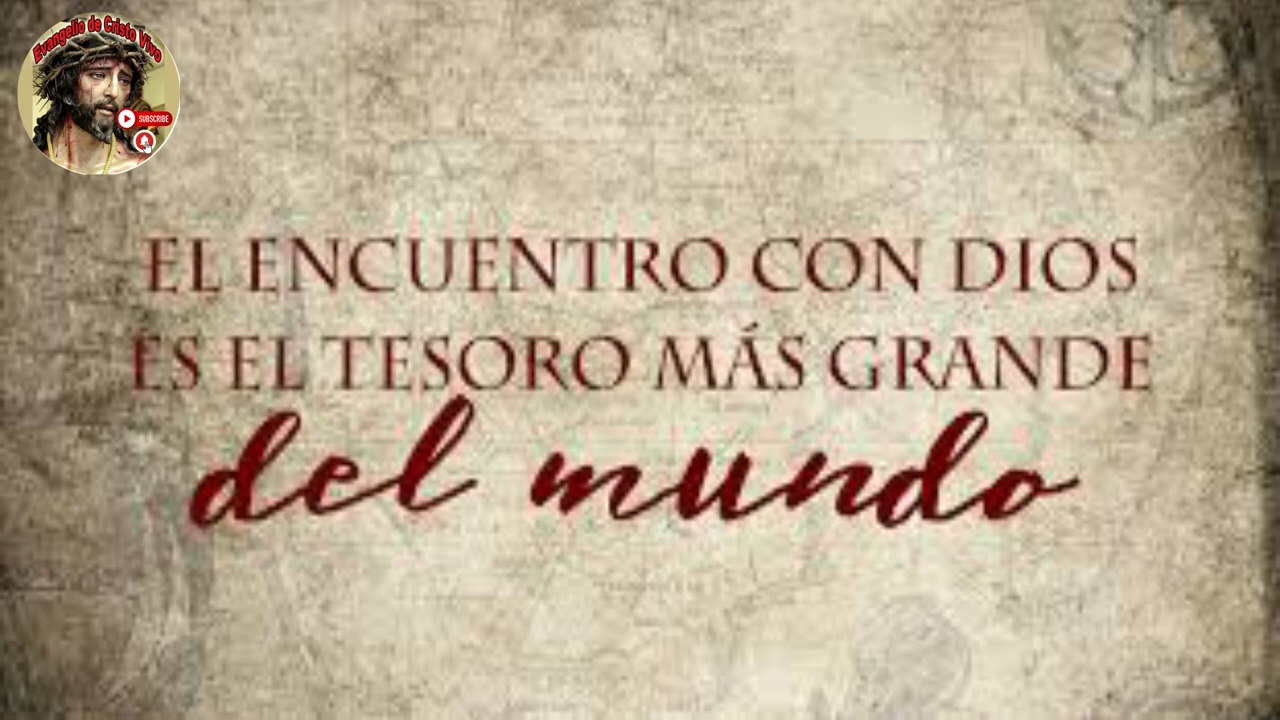 Evangelio de Cristo Vivo
SUBSCRIBE
EL ENCUENTRO CON DIOS
ES EL TESORO MÁS GRANDE
del mundo